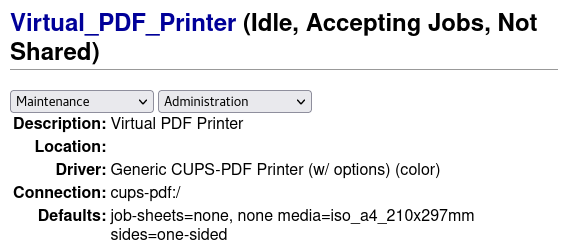 Virtual_PDF_Printer (Idle, Accepting Jobs, Not
Shared)
Maintenance Administration
Description: Virtual PDF Printer
Location:
Driver: Generic CUPS-PDF Printer (w/ options) (color)
Connection: cups-pdf:/
Defaults: job-sheets=none, none media=iso_a4_210x297mm
sides=one-sided